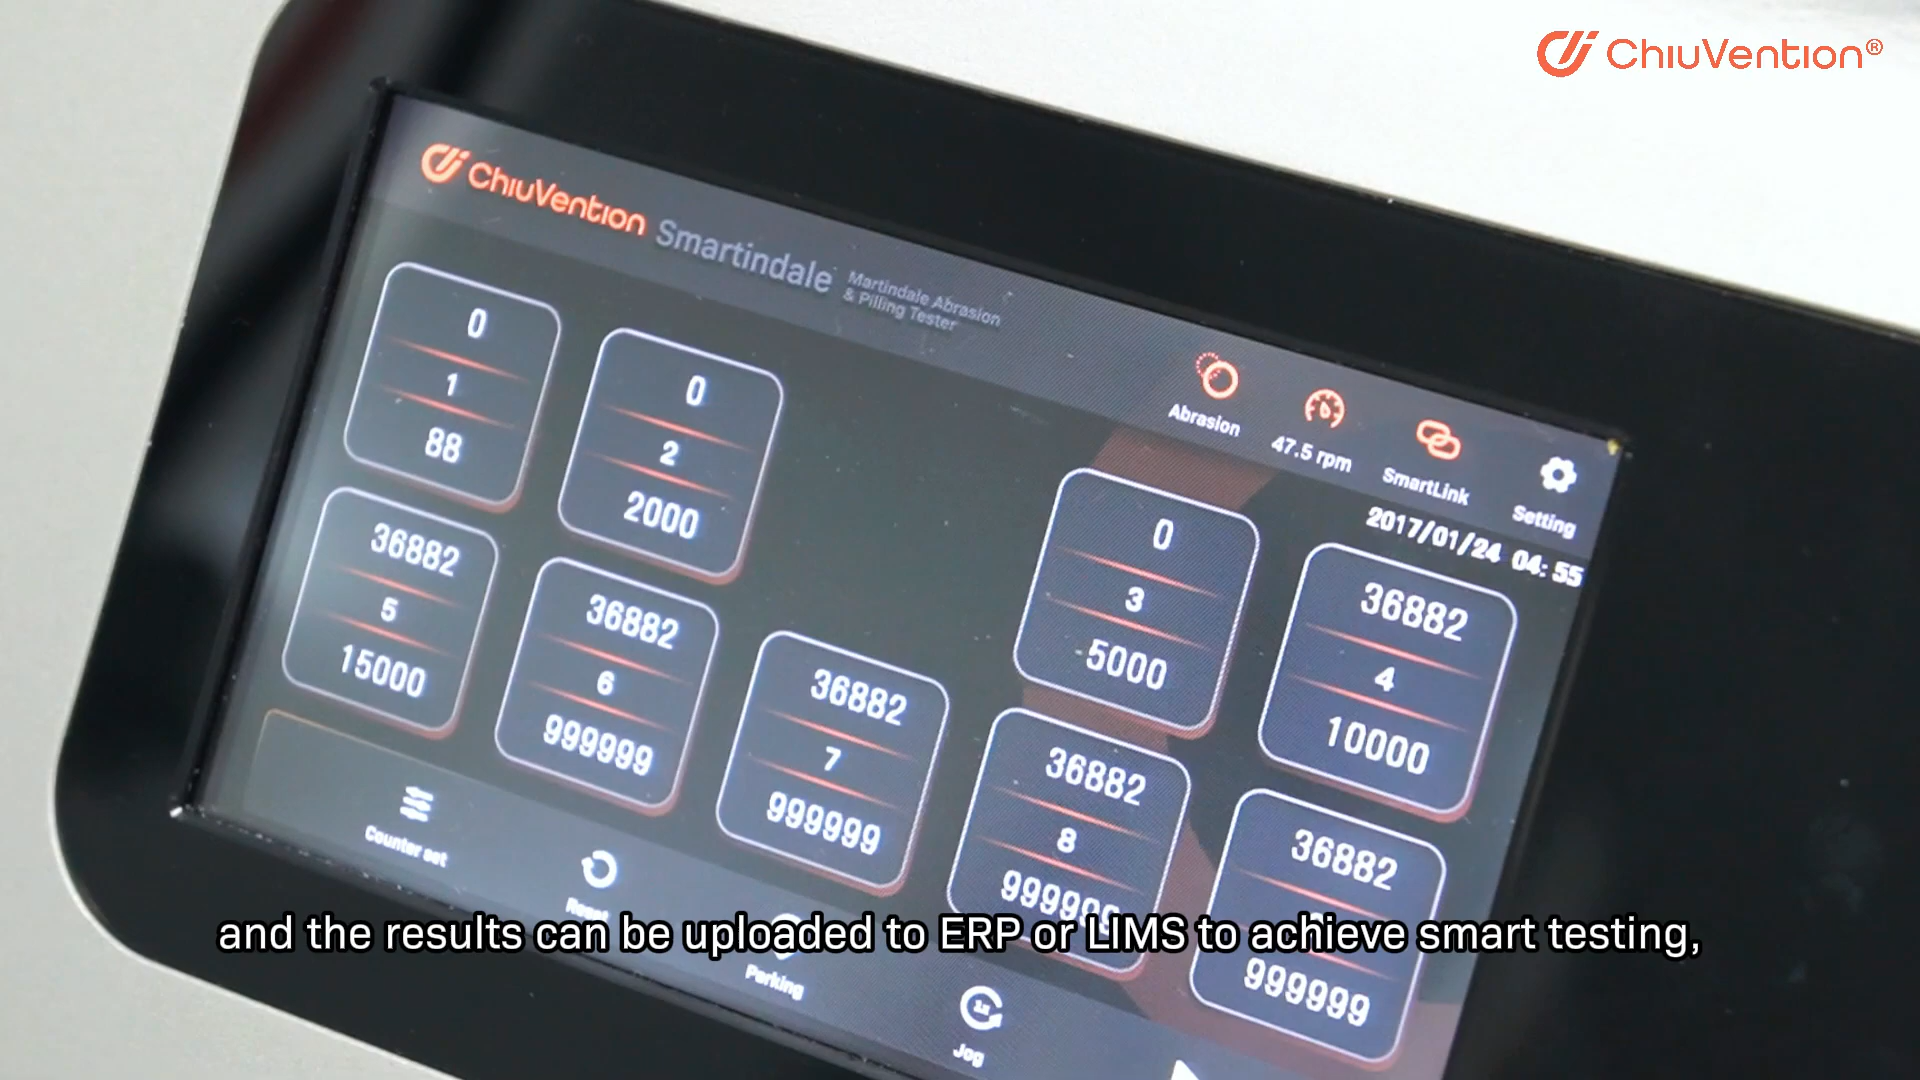 ChiuVention®
ChiuVention Smartindale Martindale Abrasion
& Pilling Tester
Abrasion
47.5 rpm
SmartLink
Setting
2017/01/24 04:55
0
1
88
0
2
2000
0
3
5000
36882
4
10000
36882
5
15000
36882
6
999999
36882
7
999999
36882
8
999999
36882
999999
Counter set
Reset
Parking
1x
Jog
and the results can be uploaded to ERP or LIMS to achieve smart testing,